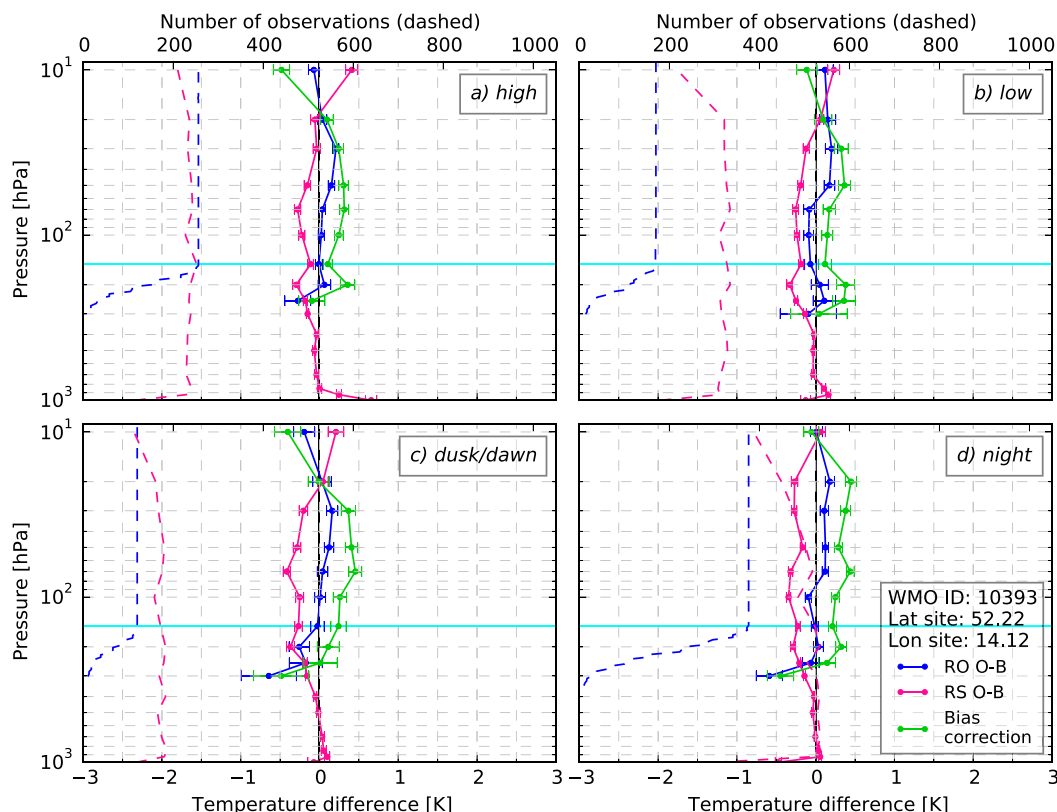 Number of observations (dashed) Number of observations (dashed)
0 200 400 600 800 1000 0 200 400 600 800 1000
10¹ a) high b) low
Pressure [hPa]
10²
10³
10¹ c) dusk/dawn d) night
Pressure [hPa]
10²
WMO ID: 10393
Lat site: 52.22
Lon site: 14.12
RO O-B
RS O-B
Bias
correction
10³
−3 −2 −1 0 1 2 3 −3 −2 −1 0 1 2 3
Temperature difference [K] Temperature difference [K]